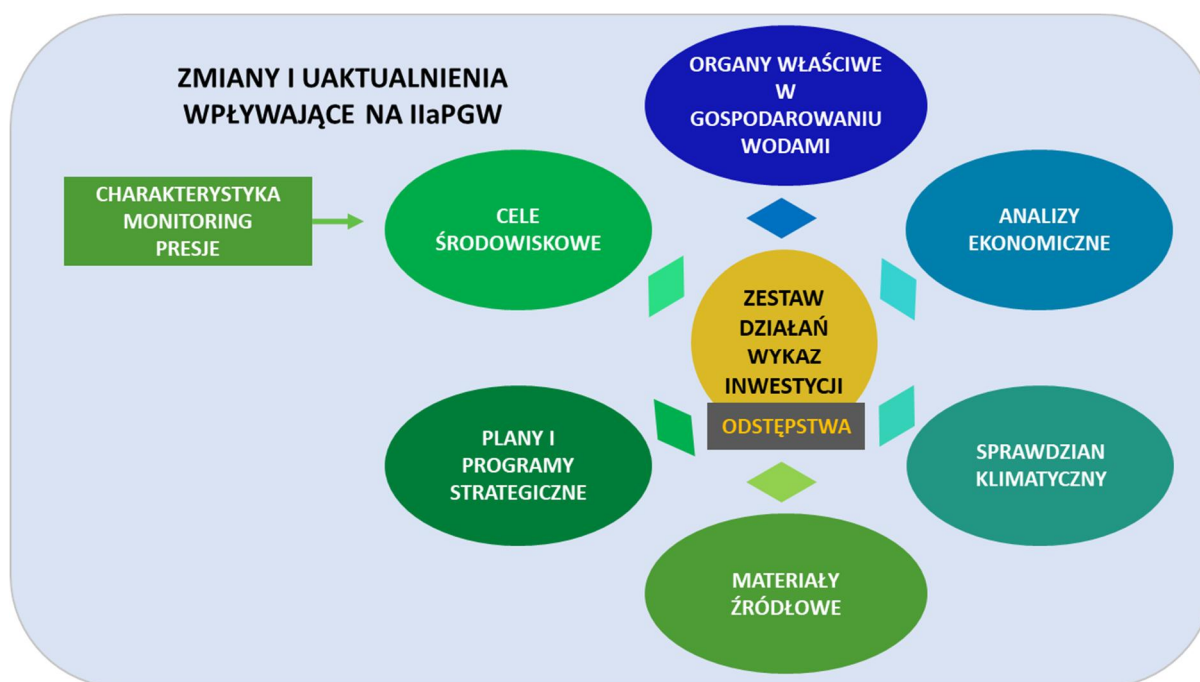 ZMIANY I UAKTUALNIENIA
WPŁYWAJĄCE NA IIaPGW
ORGANY WŁAŚCIWE
W
GOSPODAROWANIU
WODAMI
CHARAKTERYSTYKA
MONITORING
PRESJE
CELE
ŚRODOWISKOWE
ANALIZY
EKONOMICZNE
ZESTAW
DZIAŁAŃ
WYKAZ
INWESTYCJI
ODSTĘPSTWA
PLANY I
PROGRAMY
STRATEGICZNE
SPRAWDZIAN
KLIMATYCZNY
MATERIAŁY
ŹRÓDŁOWE